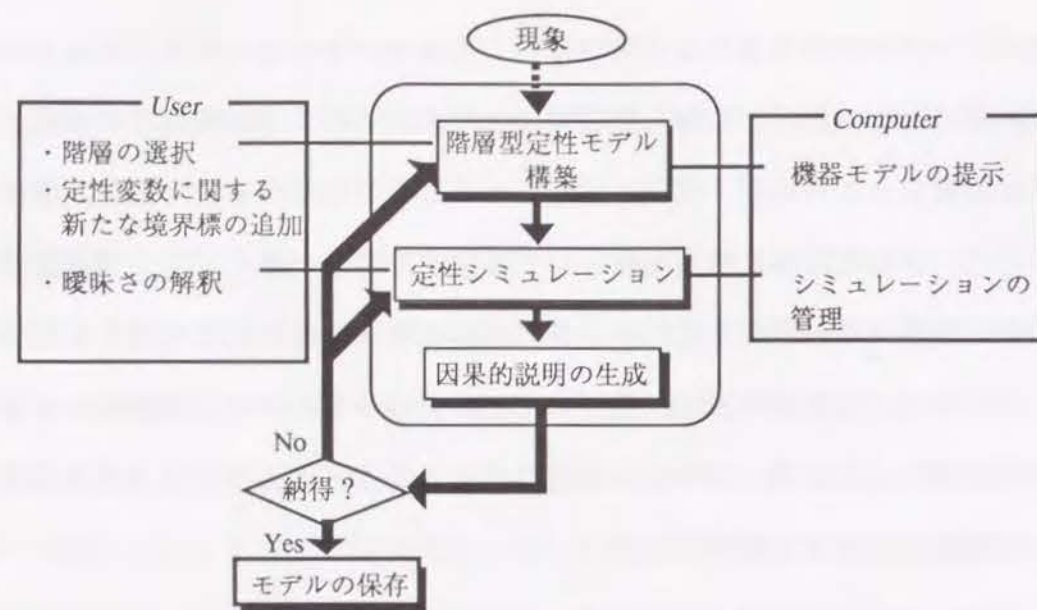 現象
User
・階層の選択
・定性変数に関する
新たな境界標の追加
・曖昧さの解釈
階層型定性モデル
構築
定性シミュレーション
因果的説明の生成
Computer
機器モデルの提示
シミュレーションの
管理
No
納得？
Yes
モデルの保存